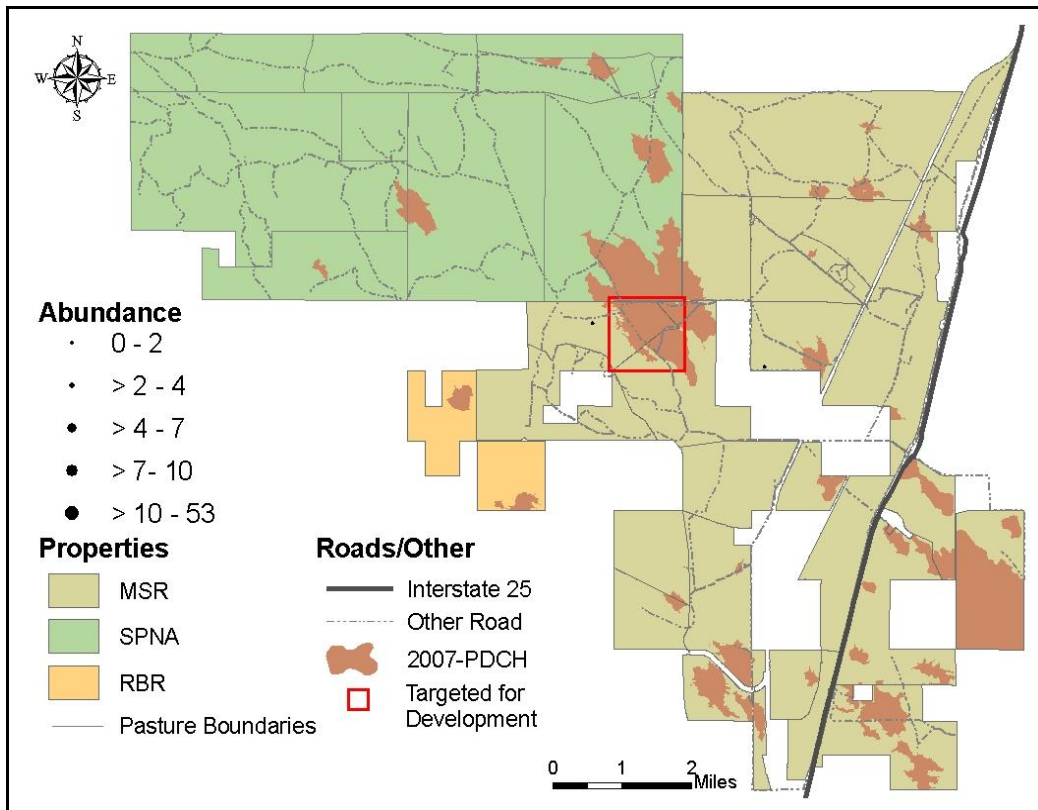 N
W E
S
Abundance
0 - 2
> 2 - 4
> 4 - 7
> 7- 10
> 10 - 53
Properties
MSR
SPNA
RBR
Pasture Boundaries
Roads/Other
Interstate 25
Other Road
2007-PDCH
Targeted for
Development
0 1 2
Miles